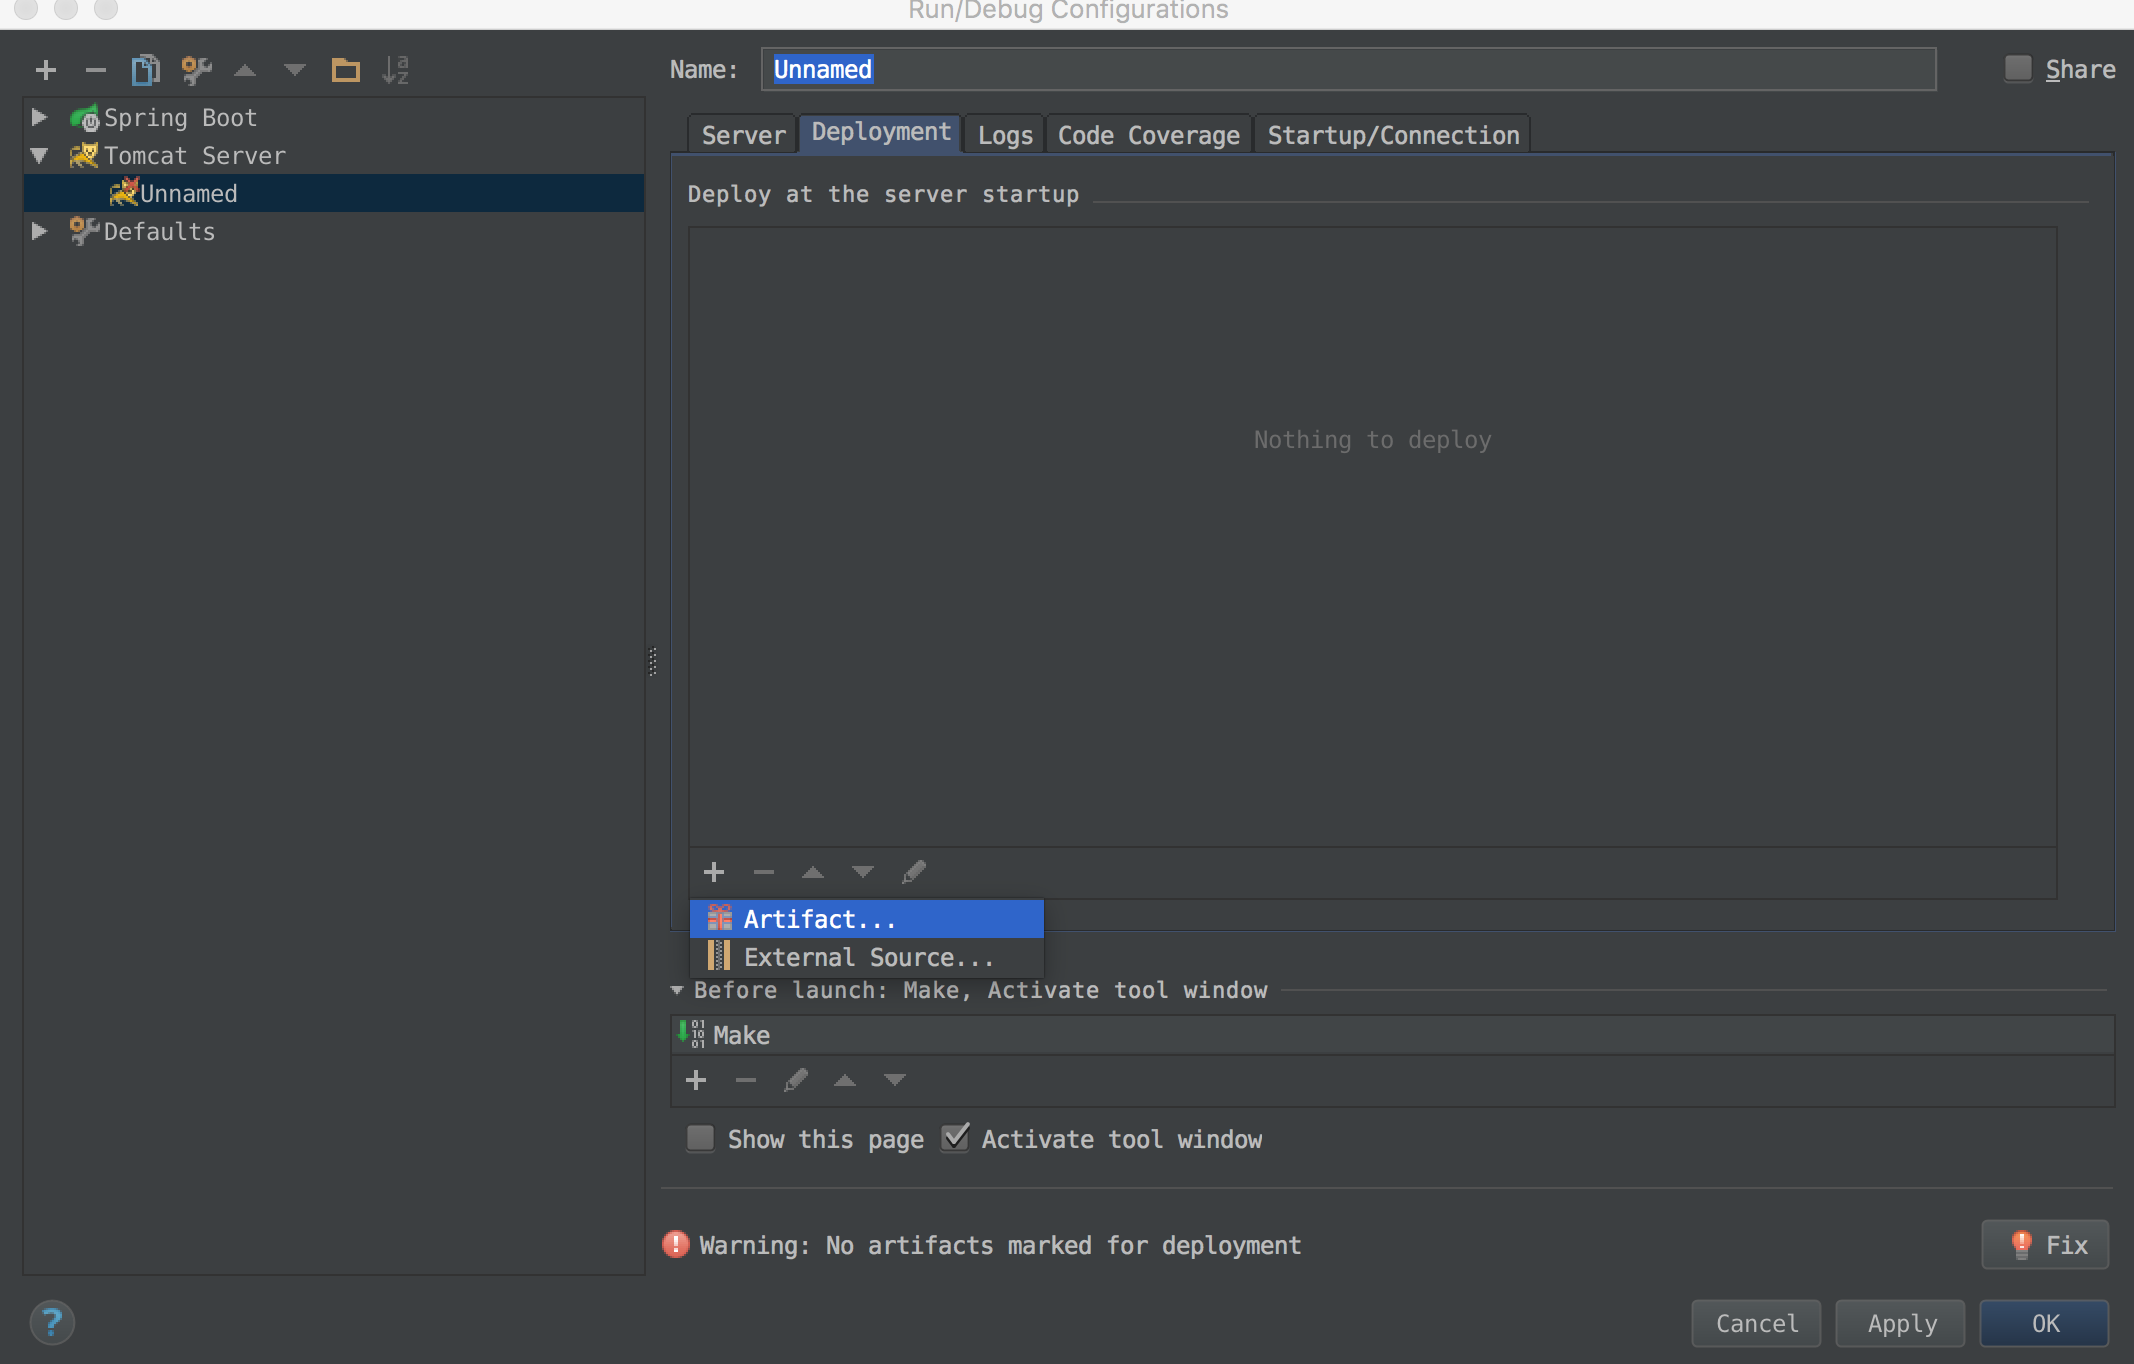 Run/Debug Configurations
Name: Unnamed
Share
Spring Boot
Tomcat Server
Unnamed
Defaults
Server
Deployment
Logs
Code Coverage
Startup/Connection
Deploy at the server startup
Nothing to deploy
Artifact...
External Source...
Before launch: Make, Activate tool window
Make
Show this page
Activate tool window
Warning: No artifacts marked for deployment
Fix
Cancel
Apply
OK